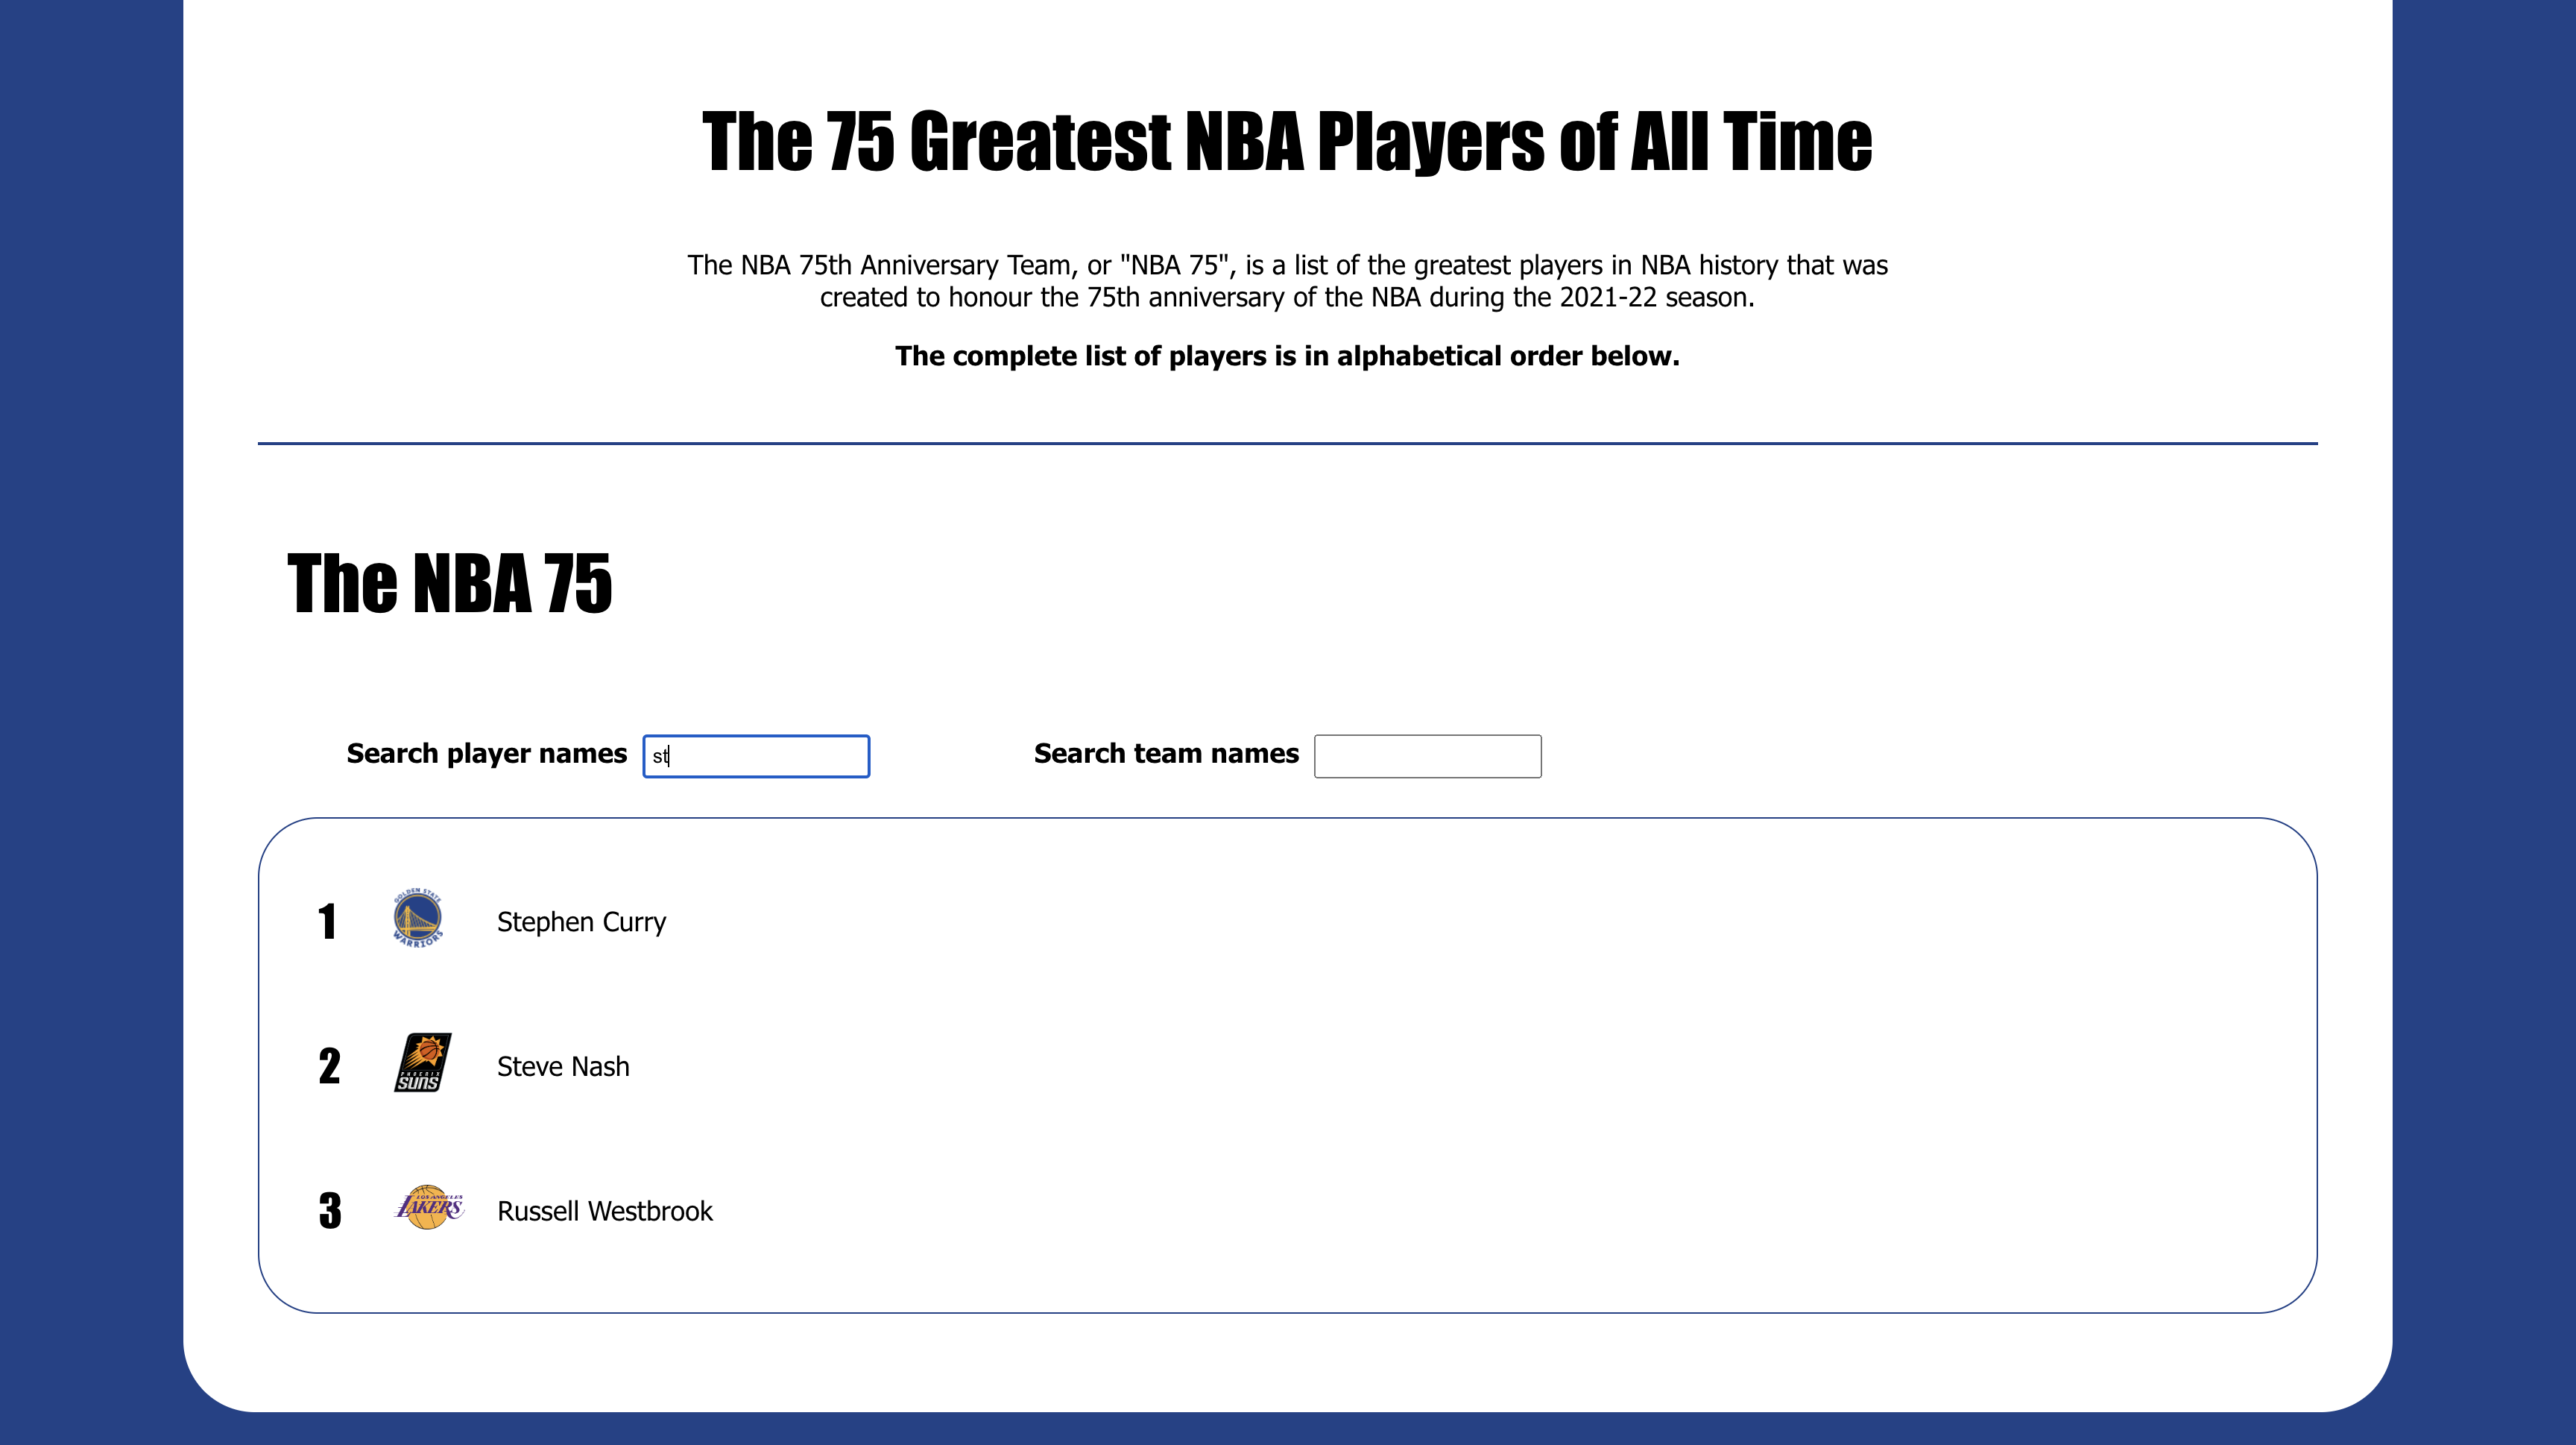 The 75 Greatest NBA Players of All Time
The NBA 75th Anniversary Team, or "NBA 75", is a list of the greatest players in NBA history that was
created to honour the 75th anniversary of the NBA during the 2021-22 season.
The complete list of players is in alphabetical order below.
The NBA 75
Search player names st
Search team names
GOLDEN STATE
WARRIORS
1 Stephen Curry
PHOENIX
SUNS
2 Steve Nash
LOS ANGELES
LAKERS
3 Russell Westbrook